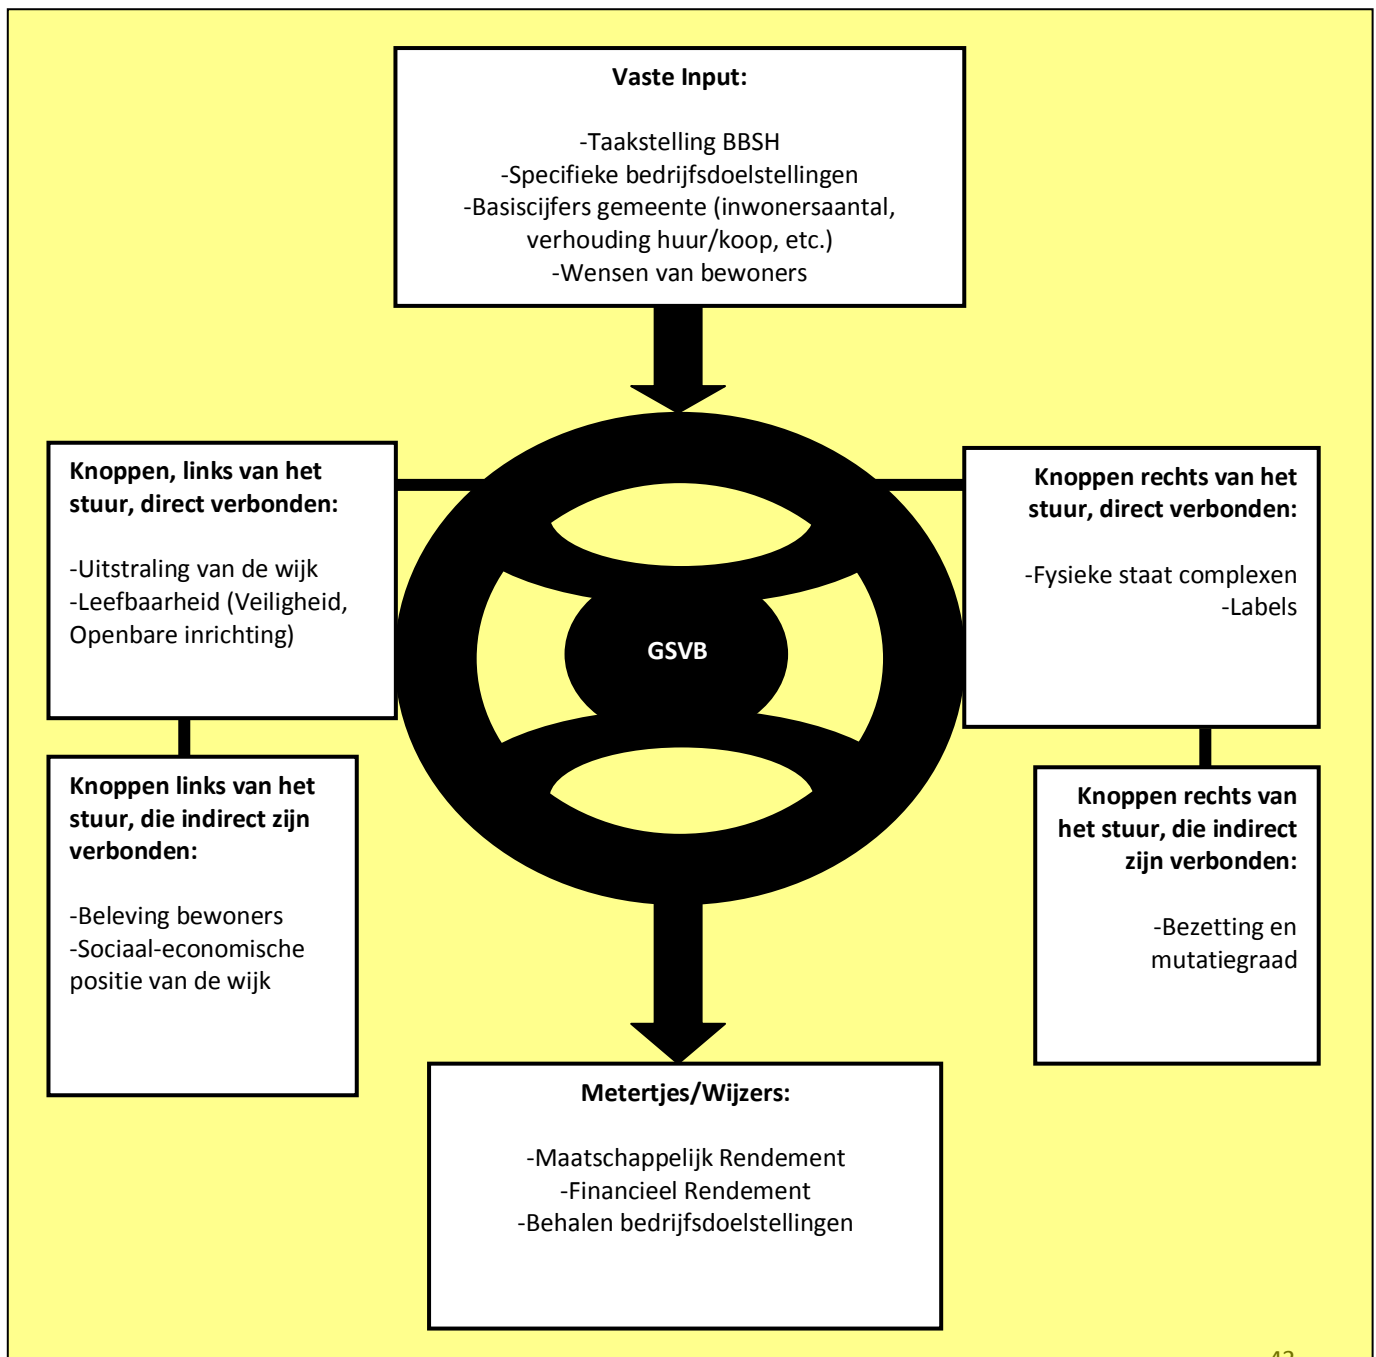 Vaste Input:
-Taakstelling BBSH
-Specifieke bedrijfsdoelstellingen
-Basiscijfers gemeente (inwonersaantal,
verhouding huur/koop, etc.)
-Wensen van bewoners
Knoppen, links van het
stuur, direct verbonden:
-Uitstraling van de wijk
-Leefbaarheid (Veiligheid,
Openbare inrichting)
Knoppen rechts van het
stuur, direct verbonden:
-Fysieke staat complexen
-Labels
GSVB
Knoppen links van het
stuur, die indirect zijn
verbonden:
-Beleving bewoners
-Sociaal-economische
positie van de wijk
Knoppen rechts van
het stuur, die indirect
zijn verbonden:
-Bezetting en
mutatiegraad
Metertjes/Wijzers:
-Maatschappelijk Rendement
-Financieel Rendement
-Behalen bedrijfsdoelstellingen